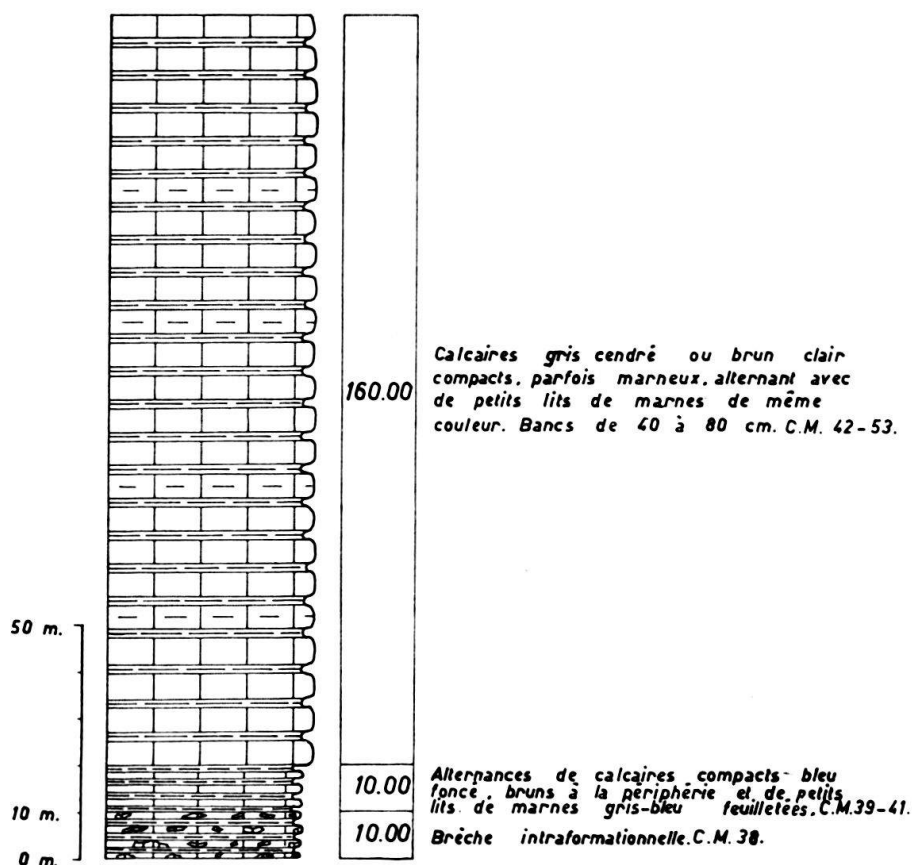 160.00
Calcaires gris cendré ou brun clair
compacts, parfois marneux, alternant avec
de petits lits de marnes de même
couleur. Bancs de 40 à 80 cm. C.M. 42-53.
50 m.
10.00
Alternances de calcaires compacts bleu
foncé, bruns à la périphérie et de petits
lits de marnes gris-bleu feuilletées, C.M.39-41.
10 m.
10.00
Brèche intraformationnelle. C.M. 38.
0 m.